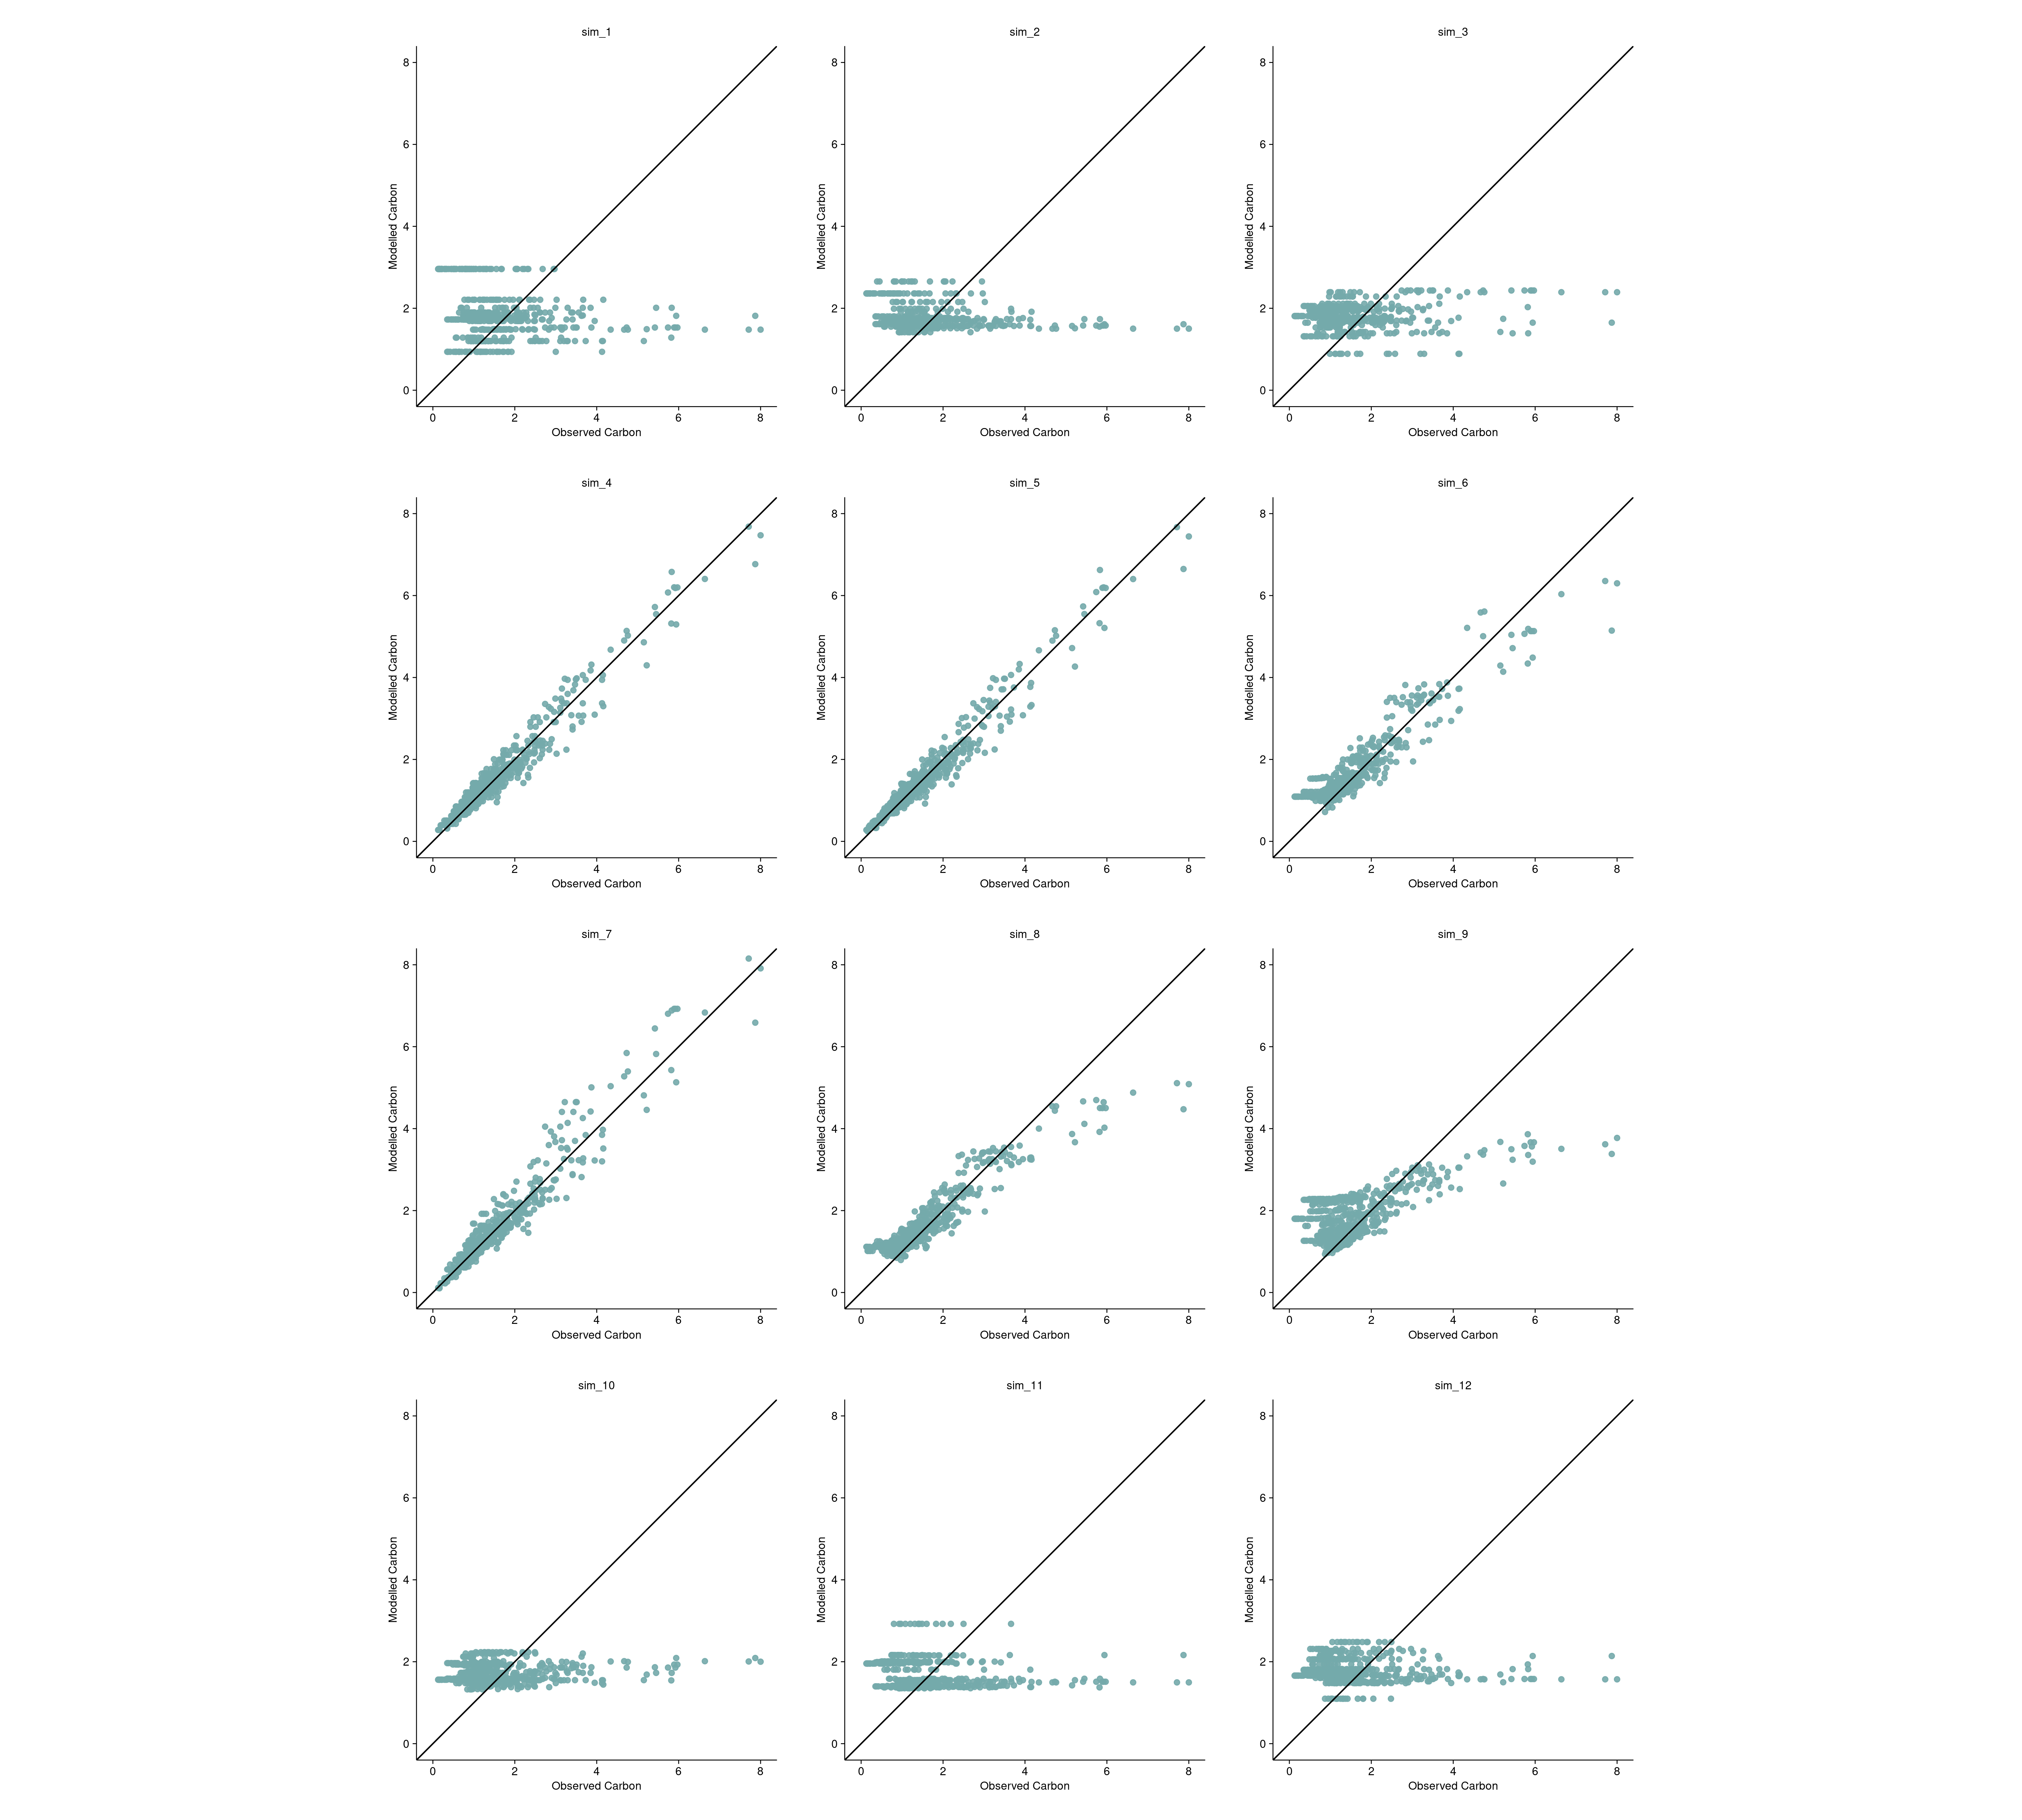 sim_1 sim_2 sim_3
8 8 8
6 6 6
Modelled Carbon Modelled Carbon Modelled Carbon
4 4 4
2 2 2
0 0 0
0 2 4 6 8 0 2 4 6 8 0 2 4 6 8
Observed Carbon Observed Carbon Observed Carbon
sim_4 sim_5 sim_6
8 8 8
6 6 6
Modelled Carbon Modelled Carbon Modelled Carbon
4 4 4
2 2 2
0 0 0
0 2 4 6 8 0 2 4 6 8 0 2 4 6 8
Observed Carbon Observed Carbon Observed Carbon
sim_7 sim_8 sim_9
8 8 8
6 6 6
Modelled Carbon Modelled Carbon Modelled Carbon
4 4 4
2 2 2
0 0 0
0 2 4 6 8 0 2 4 6 8 0 2 4 6 8
Observed Carbon Observed Carbon Observed Carbon
sim_10 sim_11 sim_12
8 8 8
6 6 6
Modelled Carbon Modelled Carbon Modelled Carbon
4 4 4
2 2 2
0 0 0
0 2 4 6 8 0 2 4 6 8 0 2 4 6 8
Observed Carbon Observed Carbon Observed Carbon